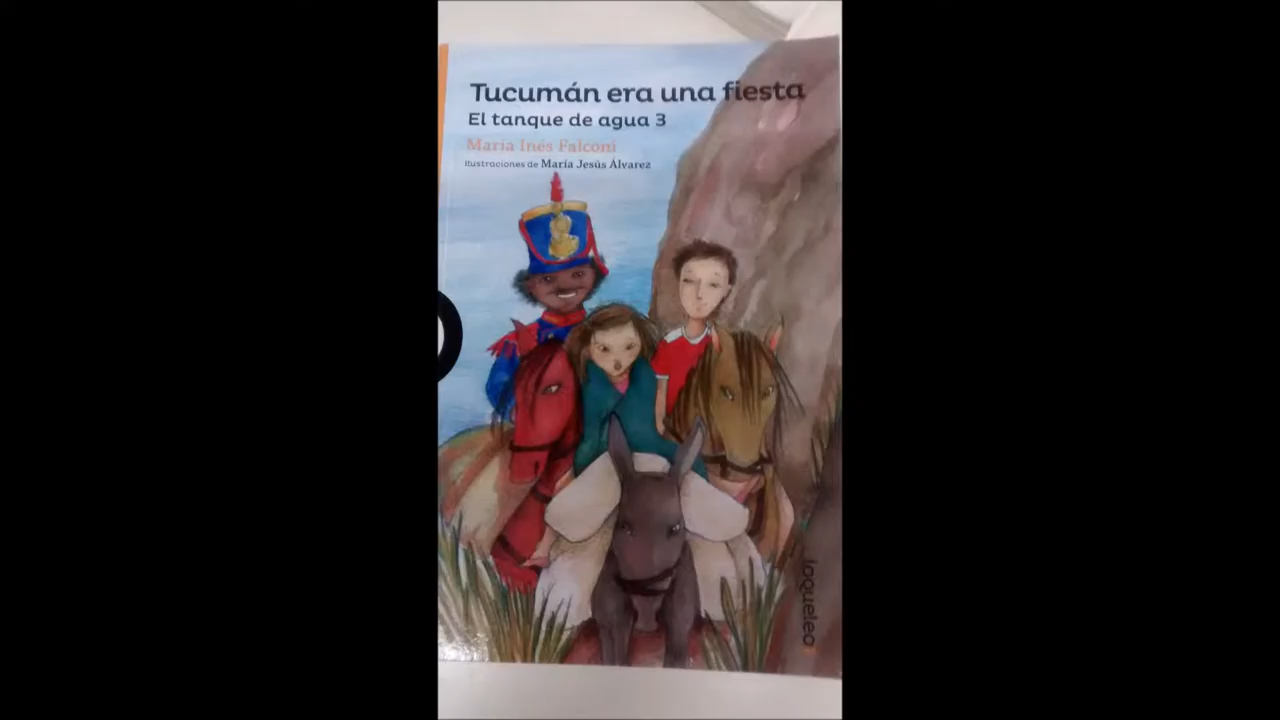 Tucumán era una fiesta
El tanque de agua 3
María Inés Falconi
Ilustraciones de María Jesús Álvarez
loqueleo